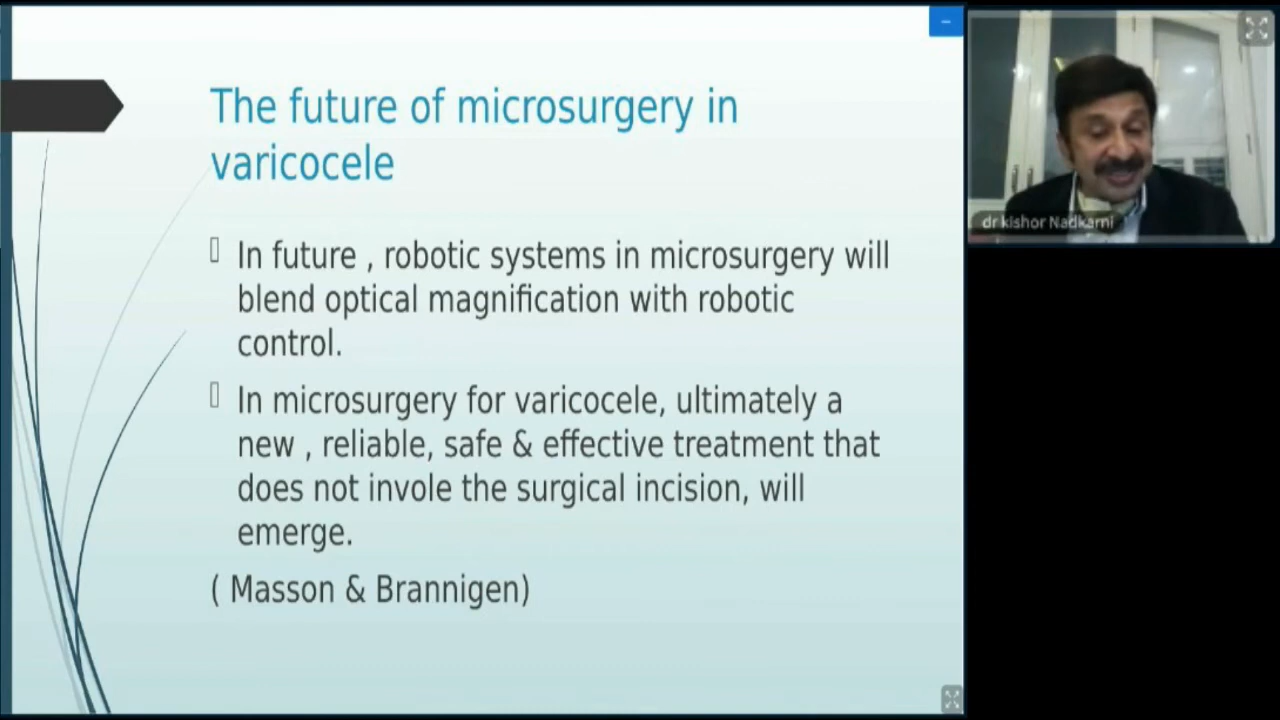 The future of microsurgery in
varicocele
In future , robotic systems in microsurgery will
blend optical magnification with robotic
control.
In microsurgery for varicocele, ultimately a
new , reliable, safe & effective treatment that
does not invole the surgical incision, will
emerge.
( Masson & Brannigen)
dr kishor Nadkarni